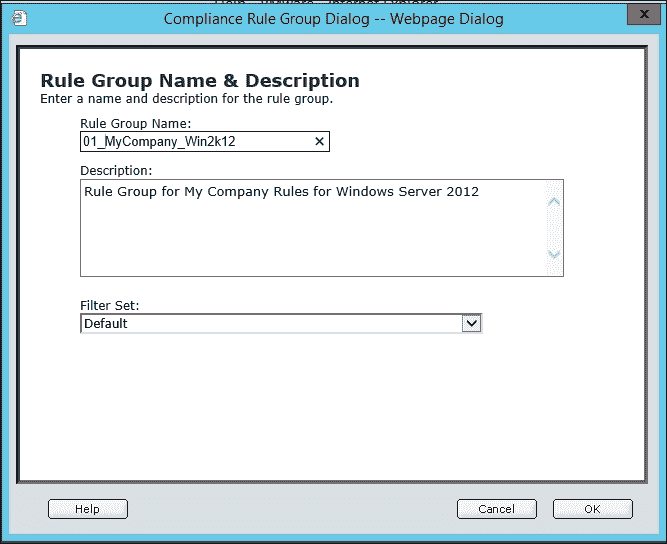 Compliance Rule Group Dialog -- Webpage Dialog
X
Rule Group Name & Description
Enter a name and description for the rule group.
Rule Group Name:
01_MyCompany_Win2k12
Description:
Rule Group for My Company Rules for Windows Server 2012
Filter Set:
Default
Help
Cancel
OK